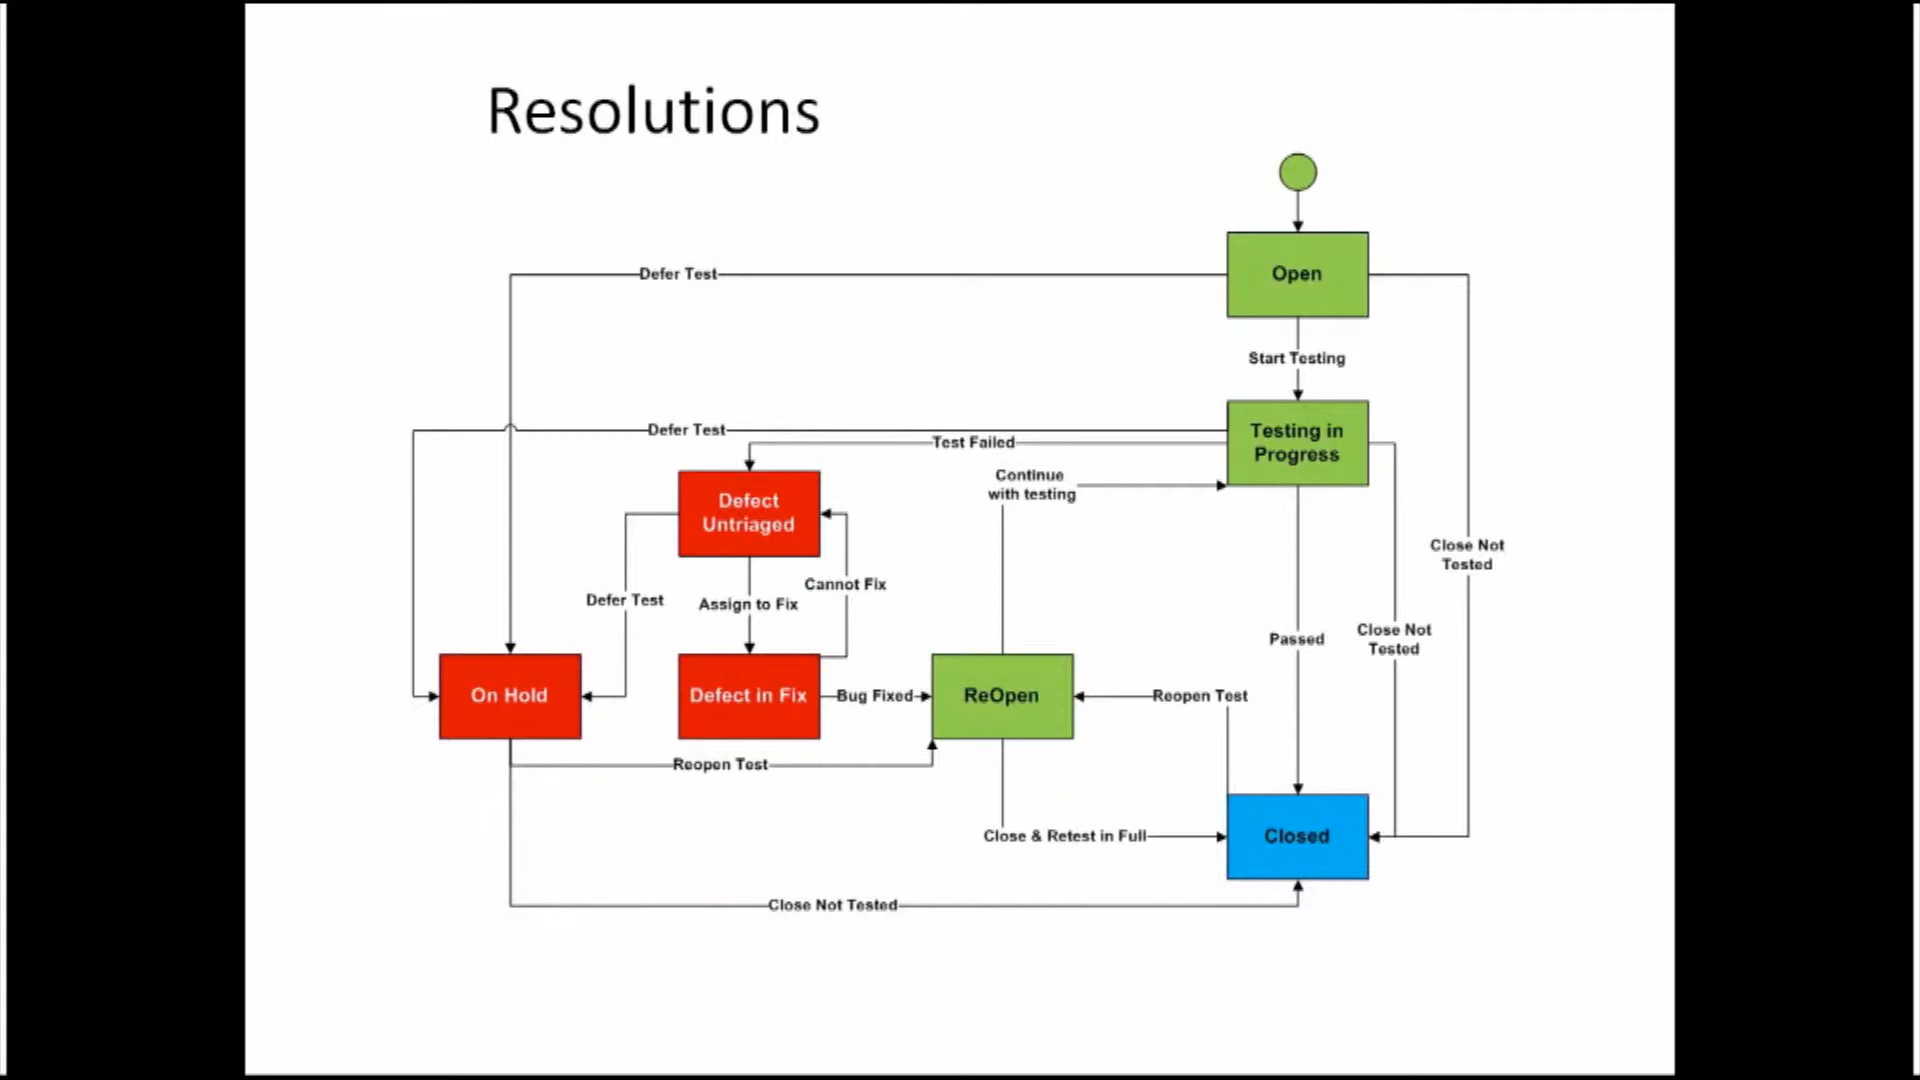 Resolutions
Open
Defer Test
Start Testing
Defer Test
Testing in
Progress
Test Failed
Continue
with testing
Defect
Untriaged
Close Not
Tested
Cannot Fix
Defer Test
Assign to Fix
Passed
Close Not
Tested
On Hold
Defect in Fix
Bug Fixed
ReOpen
Reopen Test
Reopen Test
Close & Retest in Full
Closed
Close Not Tested